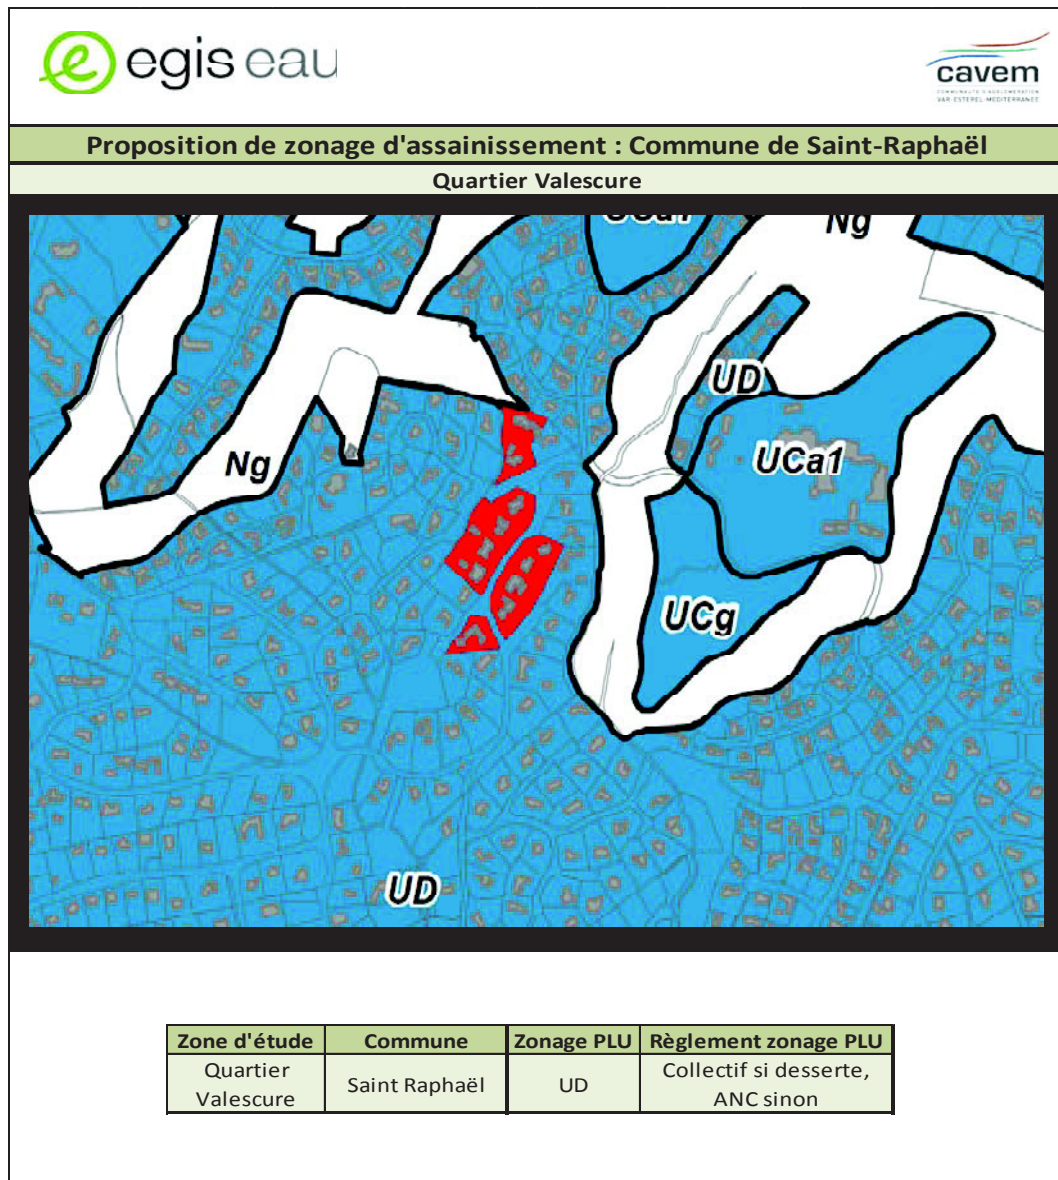 egis eau
cavem
COMMUNAUTÉ D'AGGLOMÉRATION
VAR-ESTEREL-MÉDITERRANÉE
Proposition de zonage d'assainissement : Commune de Saint-Raphaël
Quartier Valescure
UCa1
Ng
UD
Ng
UCa1
UCg
UD
Zone d'étude Commune Zonage PLU Règlement zonage PLU
Quartier Valescure Saint Raphaël UD Collectif si desserte, ANC sinon